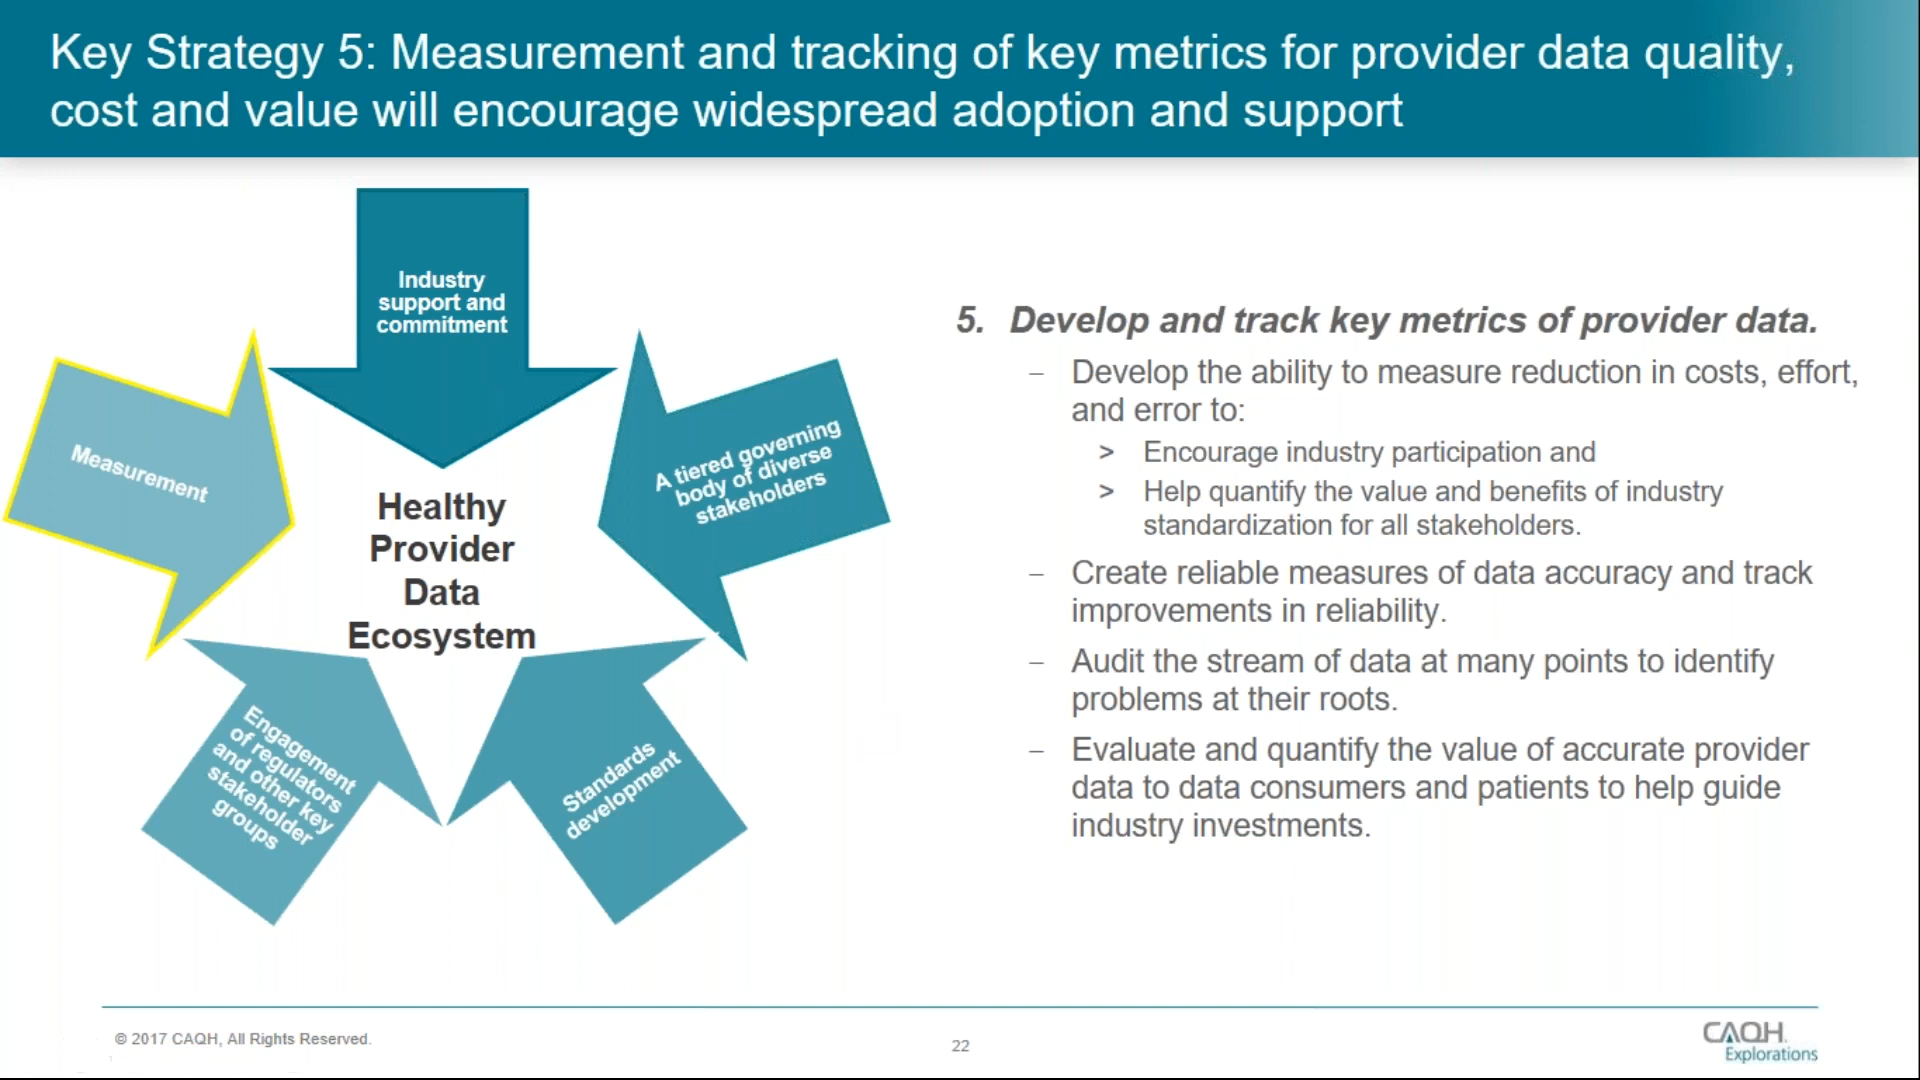 Key Strategy 5: Measurement and tracking of key metrics for provider data quality,
cost and value will encourage widespread adoption and support
Industry
support and
commitment
Measurement
A tiered governing
body of diverse
stakeholders
Healthy
Provider
Data
Ecosystem
Engagement
of regulators
and other key
stakeholder
groups
Standards
development
5. Develop and track key metrics of provider data.
– Develop the ability to measure reduction in costs, effort,
and error to:
> Encourage industry participation and
> Help quantify the value and benefits of industry
standardization for all stakeholders.
– Create reliable measures of data accuracy and track
improvements in reliability.
– Audit the stream of data at many points to identify
problems at their roots.
– Evaluate and quantify the value of accurate provider
data to data consumers and patients to help guide
industry investments.
© 2017 CAQH, All Rights Reserved.
22
CAQH
Explorations